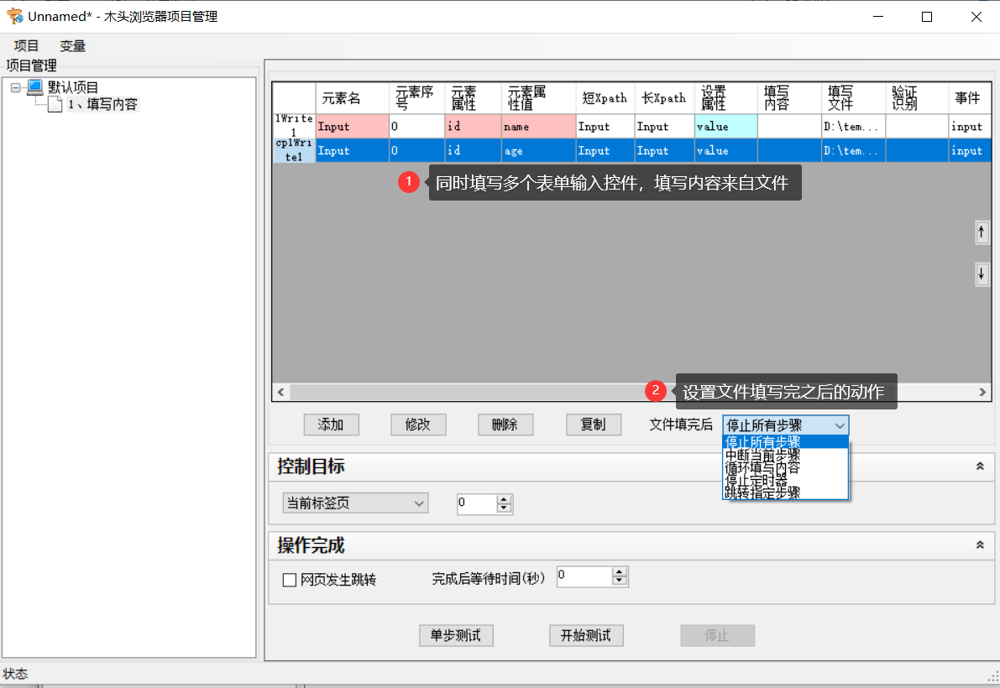 Unnamed* - 木头浏览器项目管理
项目 变量
项目管理
默认项目
1、填写内容
元素名 元素序号 元素属性 元素属性值 短Xpath 长Xpath 设置属性 填写内容 填写文件 验证识别 事件
lWrite1 Input 0 id name Input Input value D:\tem... input
cplWrite1 Input 0 id age Input Input value D:\tem... input
1 同时填写多个表单输入控件，填写内容来自文件
2 设置文件填写完之后的动作
添加 修改 删除 复制 文件填完后 停止所有步骤
停止所有步骤
中断当前步骤
循环填写内容
停止定时器
跳转指定步骤
控制目标
当前标签页 0
操作完成
网页发生跳转 完成后等待时间(秒) 0
单步测试 开始测试 停止
状态